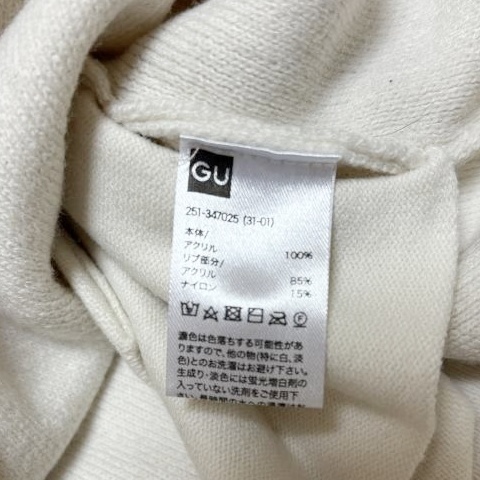 GU
251-347025 (31-01)
本体/
アクリル 100%
リブ部分/
アクリル 85%
ナイロン 15%
濃色は色落ちする可能性があ
りますので、他の物(特に白、淡
色)とのお洗濯はお避け下さい。
生成り・淡色には蛍光増白剤の
入っていない洗剤をご使用下